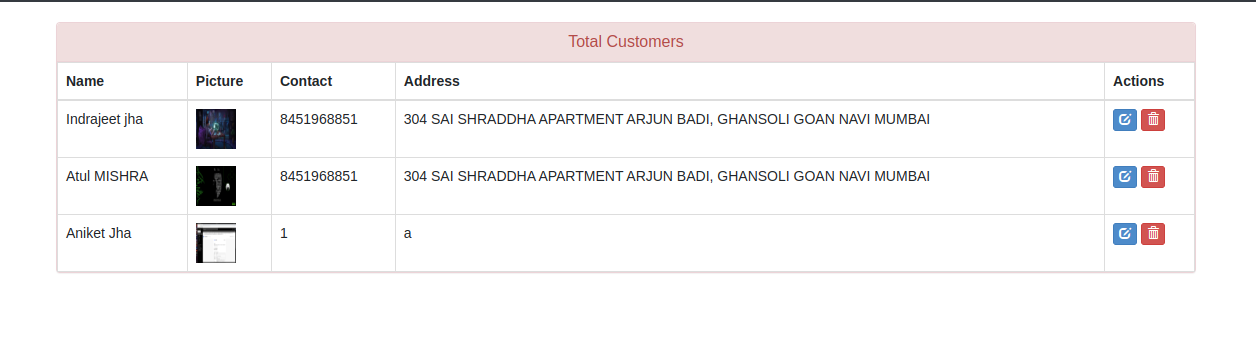 Total Customers
Name Picture Contact Address Actions
Indrajeet jha 8451968851 304 SAI SHRADDHA APARTMENT ARJUN BADI, GHANSOLI GOAN NAVI MUMBAI
Atul MISHRA 8451968851 304 SAI SHRADDHA APARTMENT ARJUN BADI, GHANSOLI GOAN NAVI MUMBAI
Aniket Jha 1 a